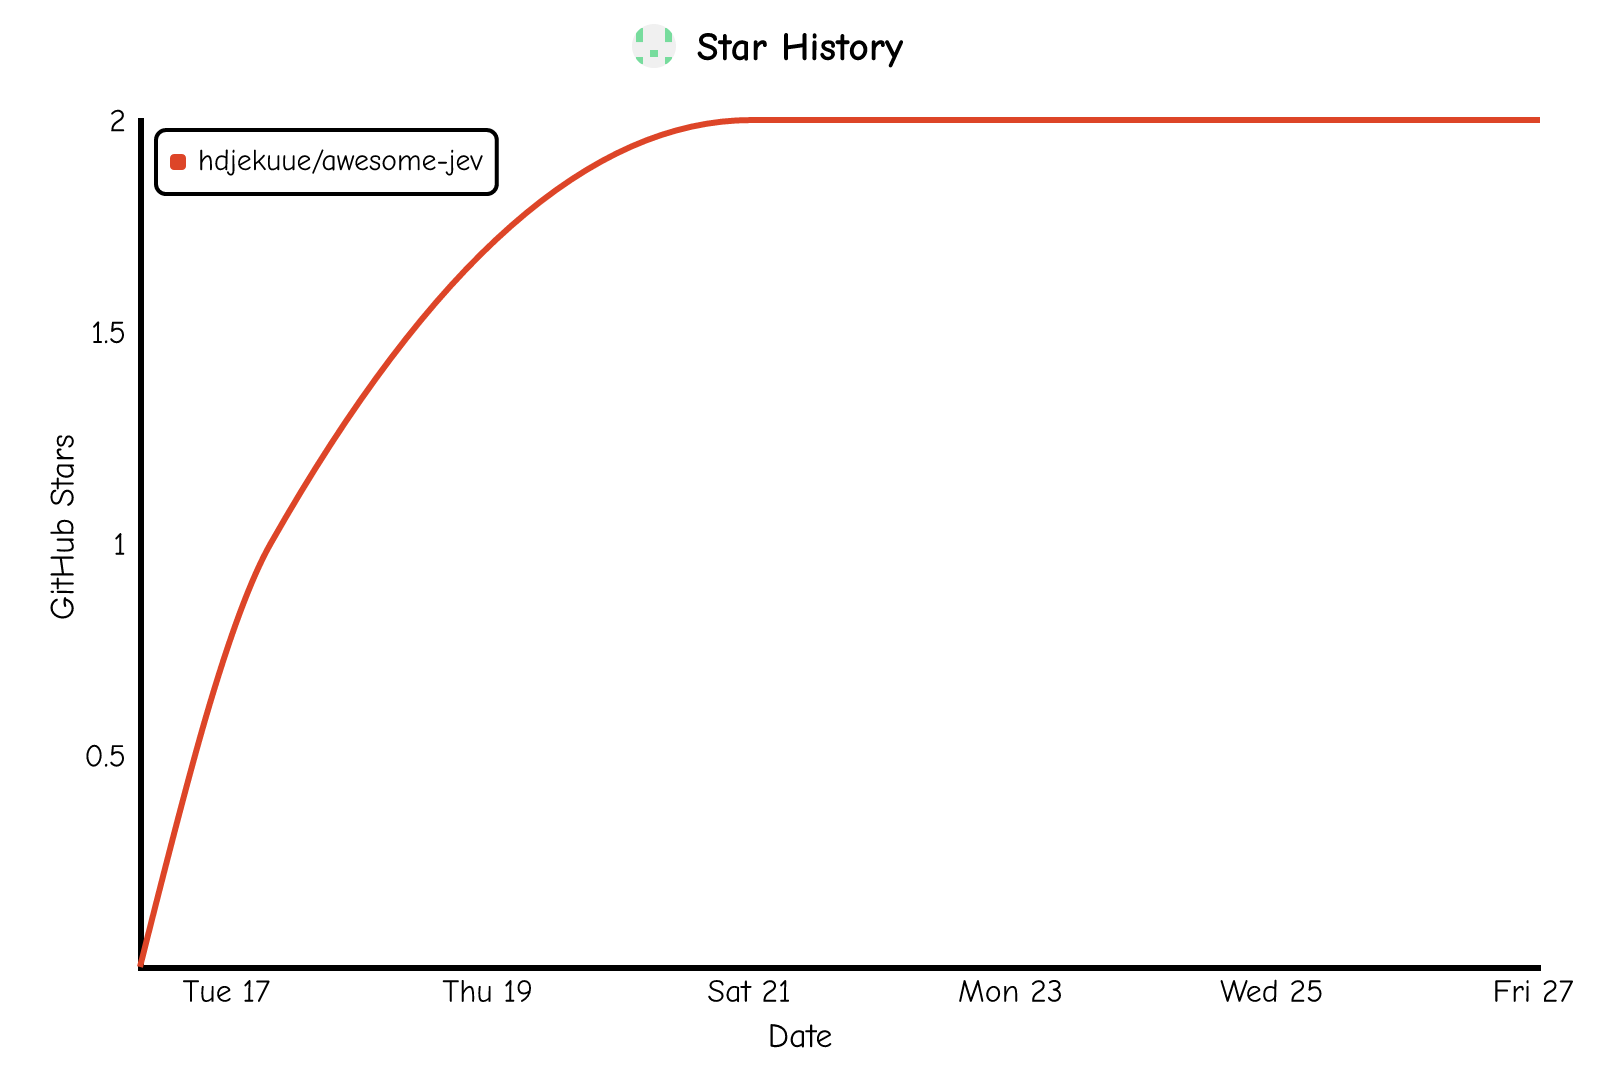 Star History
hdjekuue/awesome-jev
GitHub Stars
2
1.5
1
0.5
Tue 17
Thu 19
Sat 21
Mon 23
Wed 25
Fri 27
Date